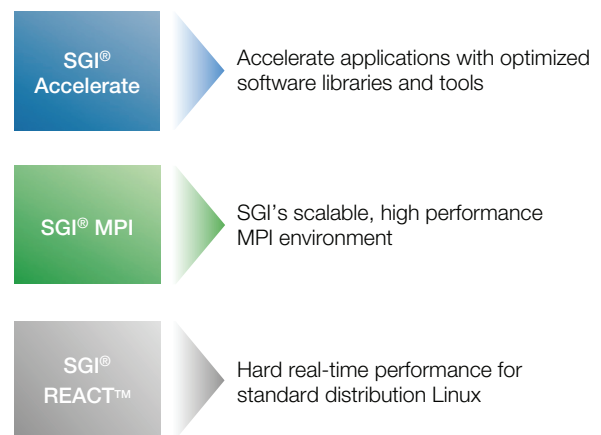 SGI®
Accelerate
Accelerate applications with optimized
software libraries and tools
SGI® MPI
SGI's scalable, high performance
MPI environment
SGI®
REACT™
Hard real-time performance for
standard distribution Linux